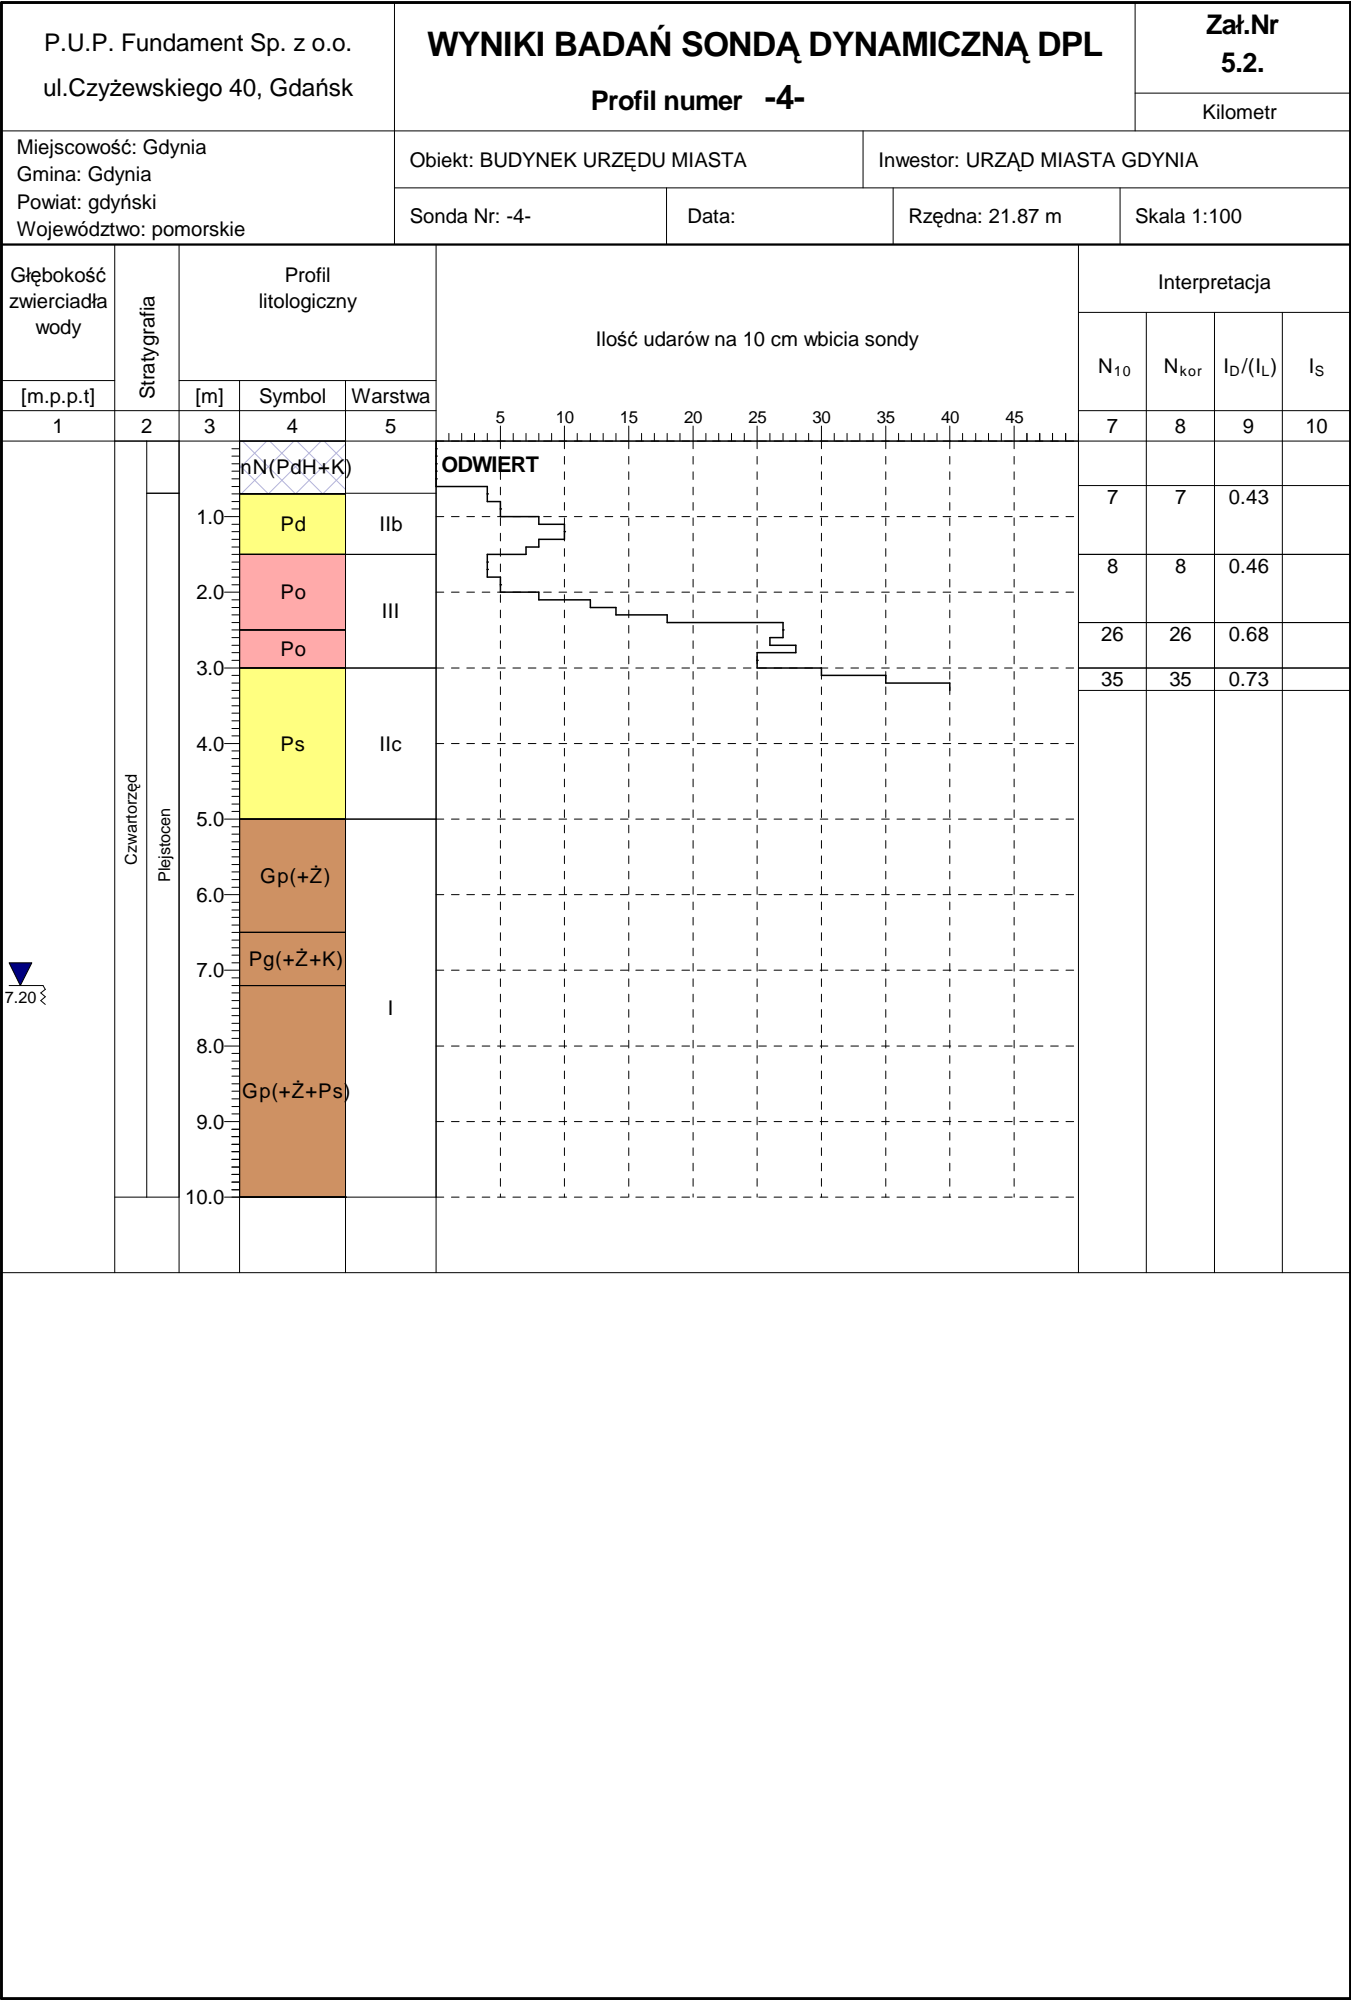 P.U.P. Fundament Sp. z o.o.
ul.Czyżewskiego 40, Gdańsk
WYNIKI BADAŃ SONDĄ DYNAMICZNĄ DPL
Profil numer -4-
Zał.Nr
5.2.
Kilometr
Miejscowość: Gdynia
Gmina: Gdynia
Powiat: gdyński
Województwo: pomorskie
Obiekt: BUDYNEK URZĘDU MIASTA
Inwestor: URZĄD MIASTA GDYNIA
Sonda Nr: -4-
Data:
Rzędna: 21.87 m
Skala 1:100
Głębokość
zwierciadła
wody
[m.p.p.t]
Stratygrafia
Profil
litologiczny
[m]
Symbol
Warstwa
Ilość udarów na 10 cm wbicia sondy
5 10 15 20 25 30 35 40 45
Interpretacja
N10 Nkor ID/(IL) IS
1 2 3 4 5 7 8 9 10
nN(PdH+K)
ODWIERT
7 7 0.43
1.0
Pd
IIb
8 8 0.46
2.0
Po
III
26 26 0.68
Po
3.0
35 35 0.73
4.0
Ps
IIc
5.0
Czwartorzęd
Plejstocen
Gp(+Ż)
6.0
Pg(+Ż+K)
7.0
7.20
I
8.0
Gp(+Ż+Ps)
9.0
10.0